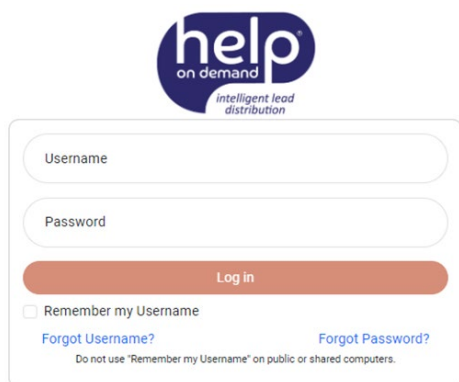 help®
on demand
intelligent lead
distribution
Username
Password
Log in
Remember my Username
Forgot Username? Forgot Password?
Do not use "Remember my Username" on public or shared computers.